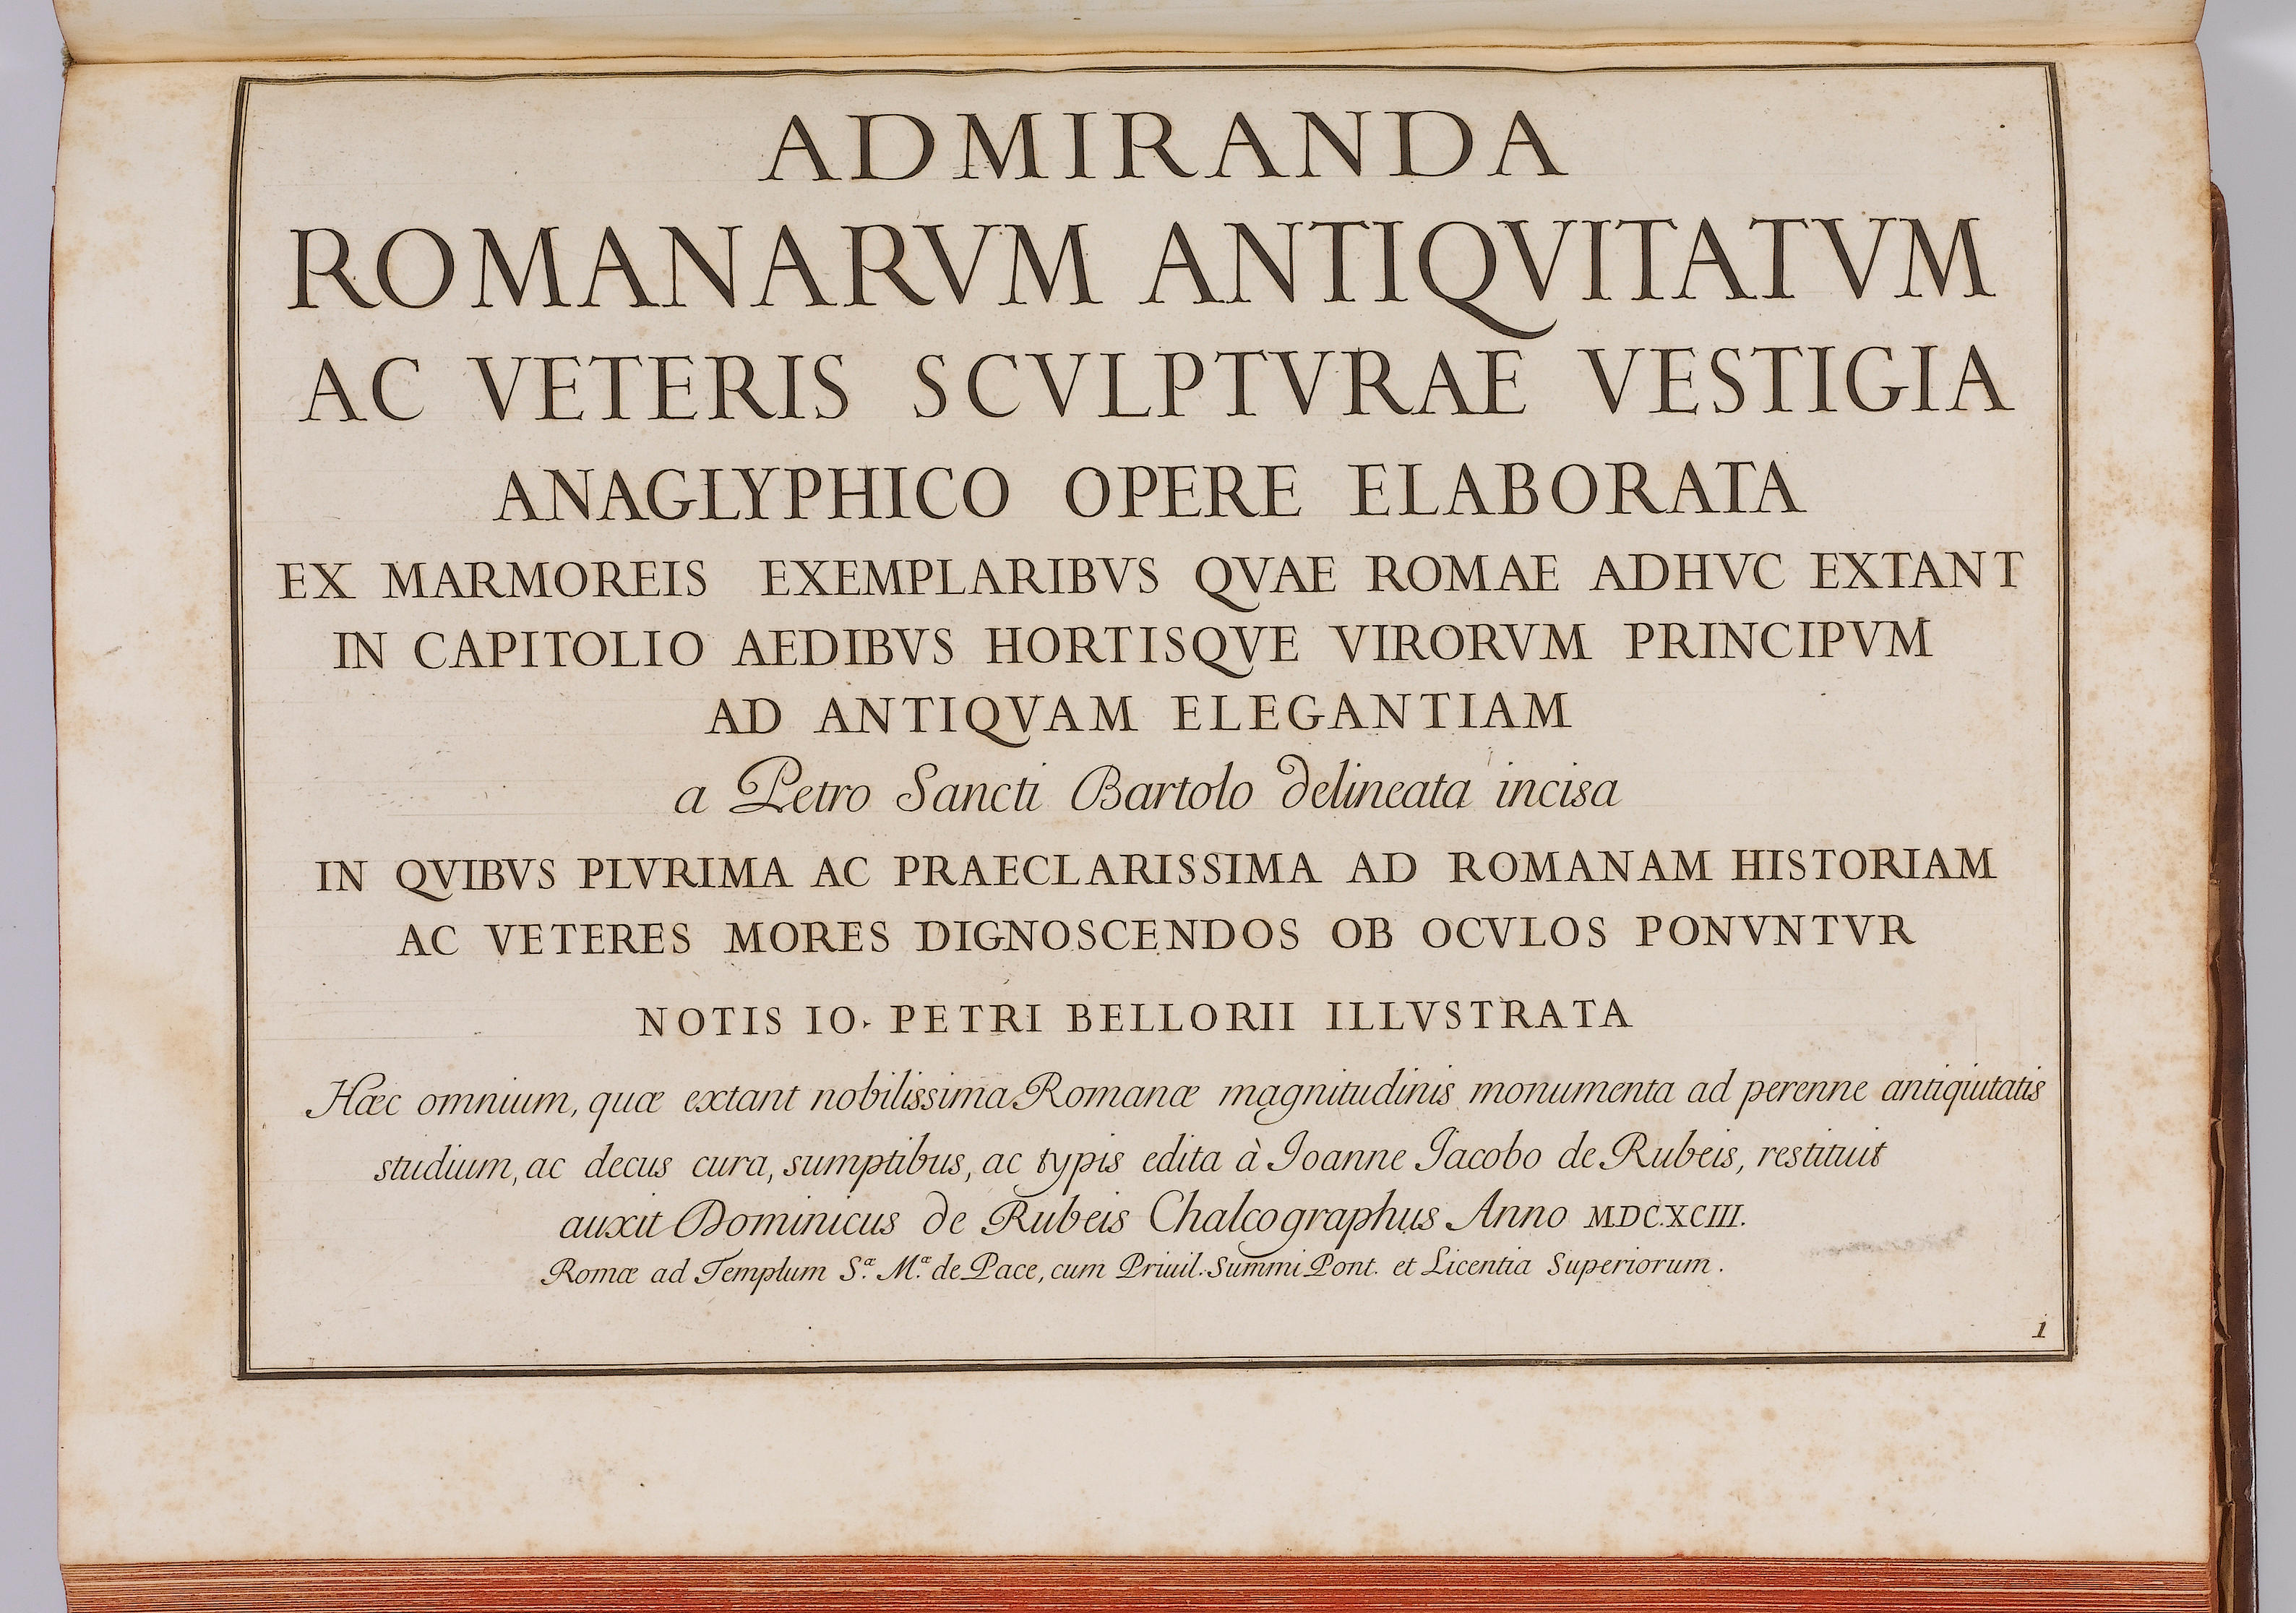 ADMIRANDA
ROMANARVM ANTIQVITATVM
AC VETERIS SCVLPTVRAE VESTIGIA
ANAGLYPHICO OPERE ELABORATA
EX MARMOREIS EXEMPLARIBVS QVAE ROMAE ADHVC EXTANT
IN CAPITOLIO AEDIBVS HORTISQVE VIRORVM PRINCIPVM
AD ANTIQVAM ELEGANTIAM
a Petro Sancti Bartolo delineata incisa
IN QVIBVS PLVRIMA AC PRAECLARISSIMA AD ROMANAM HISTORIAM
AC VETERES MORES DIGNOSCENDOS OB OCVLOS PONVNTVR
NOTIS IO. PETRI BELLORII ILLVSTRATA
Hæc omnium, quæ extant nobilissima Romanæ magnitudinis monumenta ad perenne antiquitatis
studium, ac decus cura, sumptibus, ac typis edita à Ioanne Iacobo de Rubeis, restituit
auxit Dominicus de Rubeis Chalcographus Anno MDC.XCIII.
Romæ ad Templum S.æ M.æ de Pace, cum Priuil. Summi Pont. et Licentia Superiorum.
1